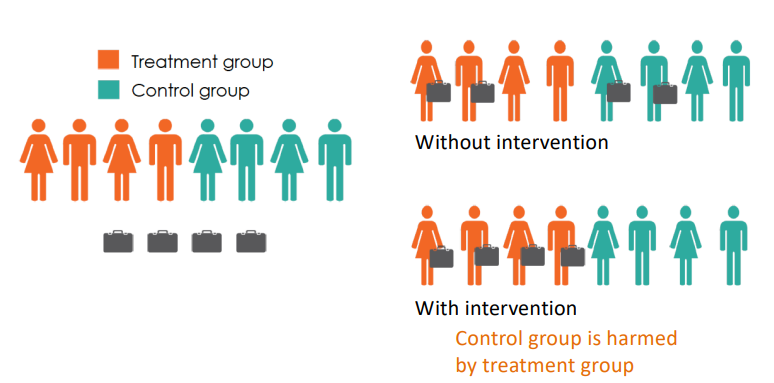 Treatment group
Control group
Without intervention
With intervention
Control group is harmed
by treatment group